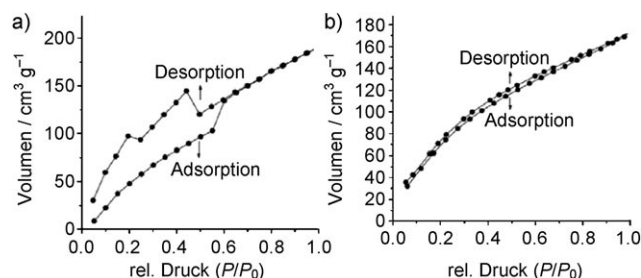 a)
Volumen / cm³ g⁻¹
200
150
100
50
0
Desorption
Adsorption
0.0 0.2 0.4 0.6 0.8 1.0
rel. Druck (P/P₀)
b)
Volumen / cm³ g⁻¹
180
160
140
120
100
80
60
40
20
0
Desorption
Adsorption
0.0 0.2 0.4 0.6 0.8 1.0
rel. Druck (P/P₀)